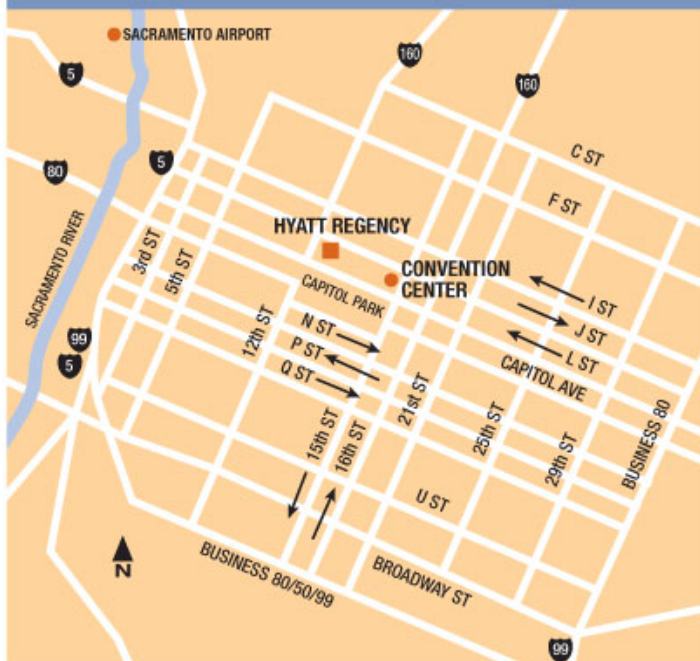 SACRAMENTO AIRPORT
160
5
160
C ST
5
80
F ST
HYATT REGENCY
SACRAMENTO RIVER
3rd ST
5th ST
CONVENTION
CENTER
CAPITOL PARK
I ST
J ST
12th ST
N ST
P ST
Q ST
L ST
CAPITOL AVE
99
5
21st ST
15th ST
16th ST
25th ST
29th ST
BUSINESS 80
U ST
N
BUSINESS 80/50/99
BROADWAY ST
99